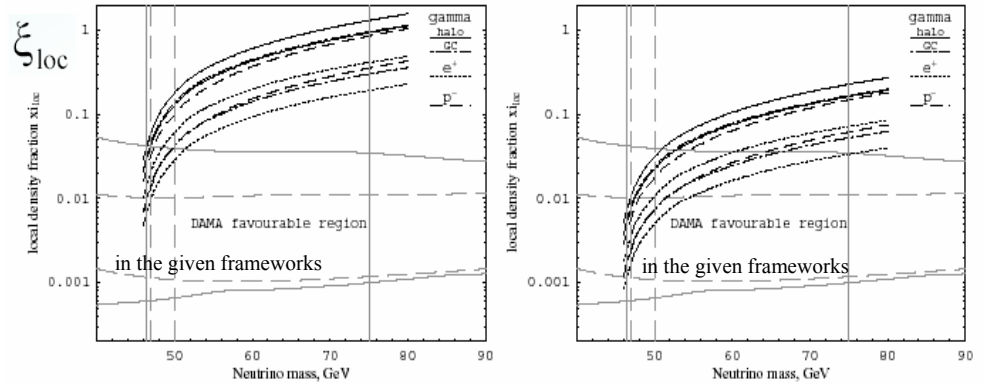 ξloc
local density fraction xi_loc
1
0.1
0.01
0.001
50
60
70
80
90
Neutrino mass, GeV
gamma
halo
GC
e+
p-
DAMA favourable region
in the given frameworks
local density fraction xi_loc
1
0.1
0.01
0.001
50
60
70
80
90
Neutrino mass, GeV
gamma
halo
GC
e+
p-
DAMA favourable region
in the given frameworks